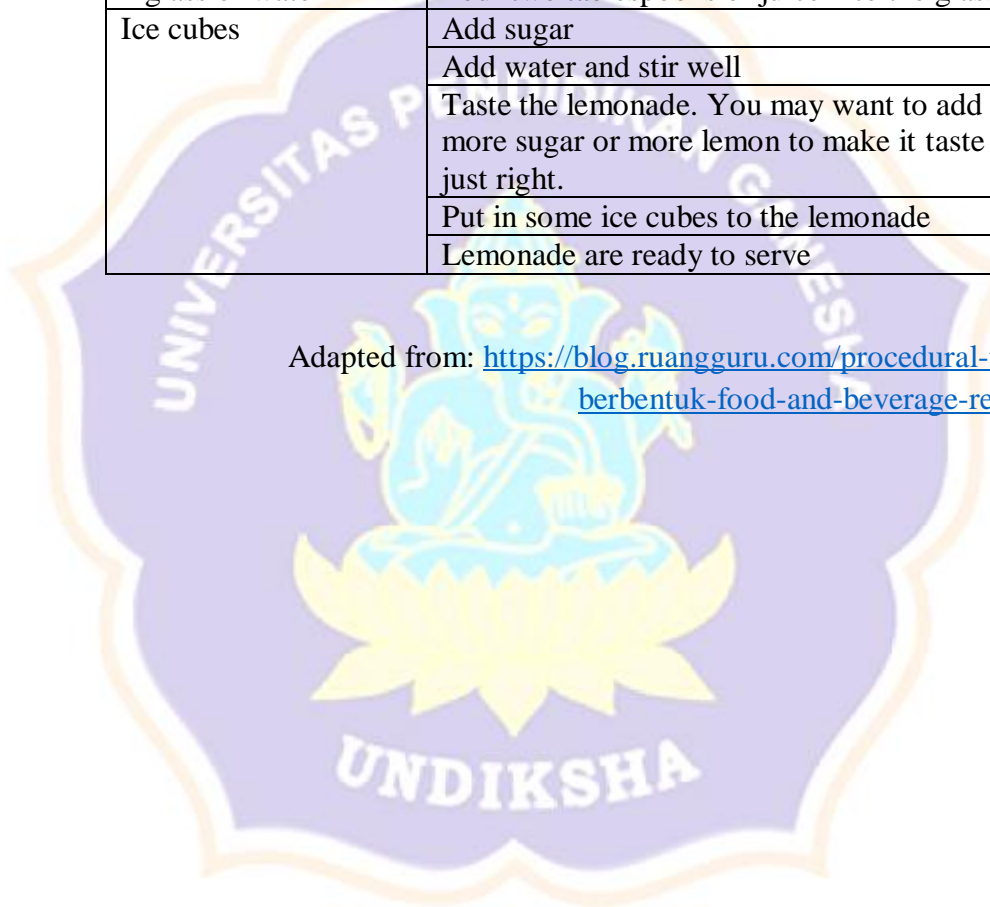 Ice cubes
Add sugar
Add water and stir well
Taste the lemonade. You may want to add
more sugar or more lemon to make it taste
just right.
Put in some ice cubes to the lemonade
Lemonade are ready to serve
Adapted from: https://blog.ruangguru.com/procedural-
berbentuk-food-and-beverage-re
UNIVERSITAS PENDIDIKAN GANESHA
UNDIKSHA